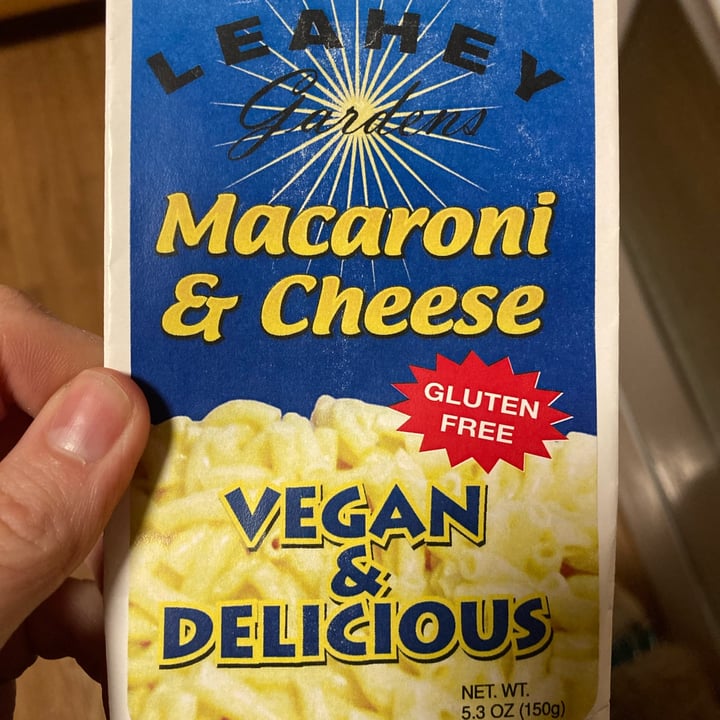 LEAHEY
Gardens
Macaroni
& Cheese
GLUTEN
FREE
VEGAN
&
DELICIOUS
NET. WT.
5.3 OZ (150g)